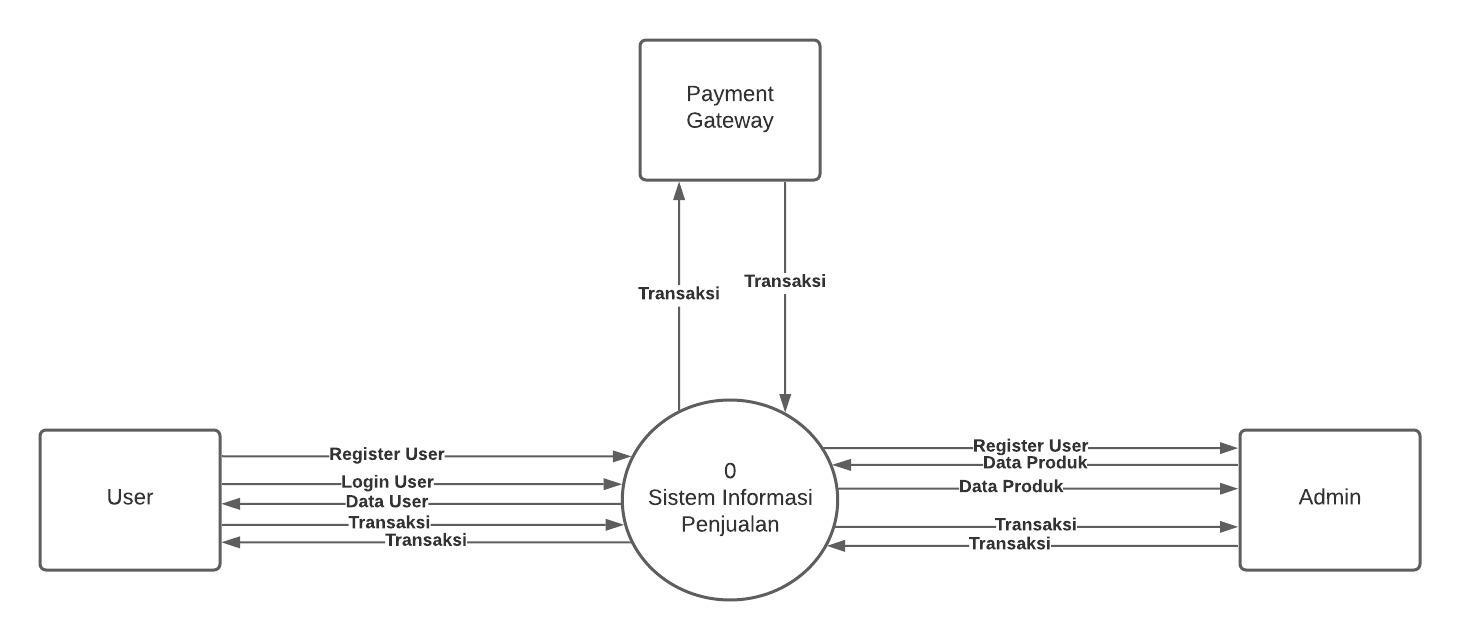 Payment
Gateway
Transaksi
Transaksi
User
Register User
Login User
Data User
Transaksi
Transaksi
0
Sistem Informasi
Penjualan
Register User
Data Produk
Data Produk
Transaksi
Transaksi
Admin